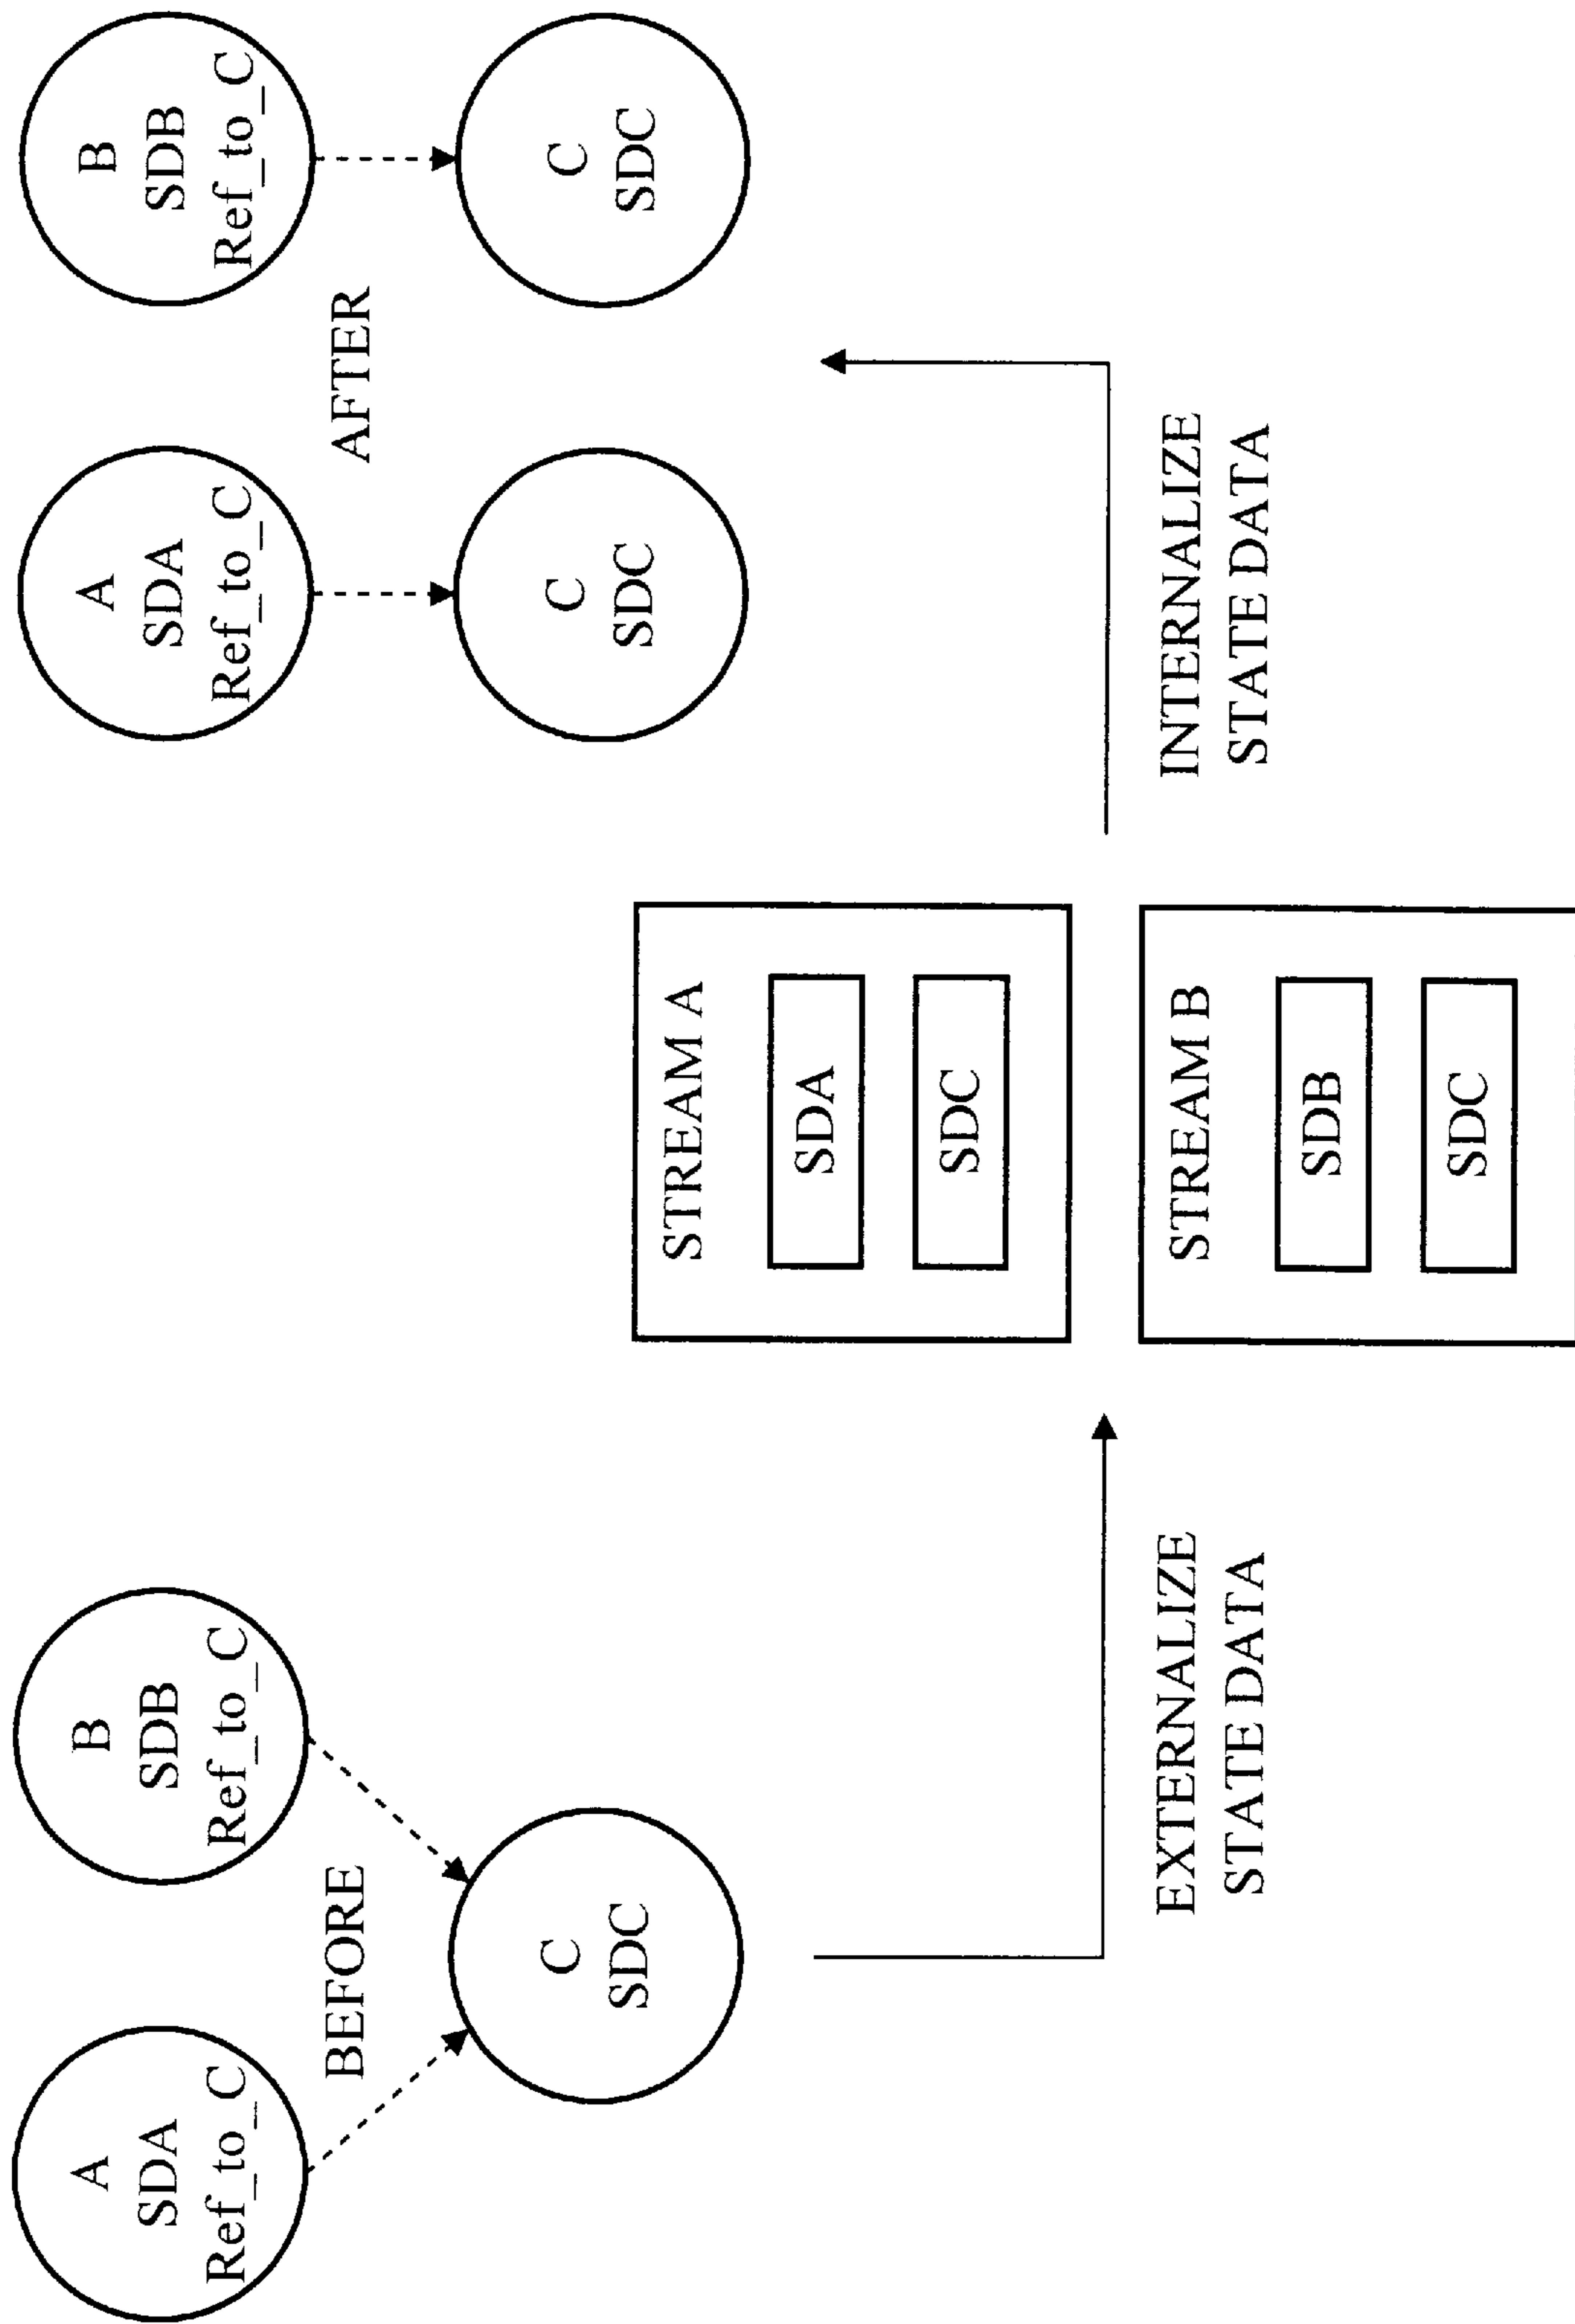 A
SDA
Ref_to_C
B
SDB
Ref_to_C
BEFORE
C
SDC
EXTERNALIZE
STATE DATA
STREAM A
SDA
SDC
STREAM B
SDB
SDC
INTERNALIZE
STATE DATA
A
SDA
Ref_to_C
B
SDB
Ref_to_C
AFTER
C
SDC
C
SDC